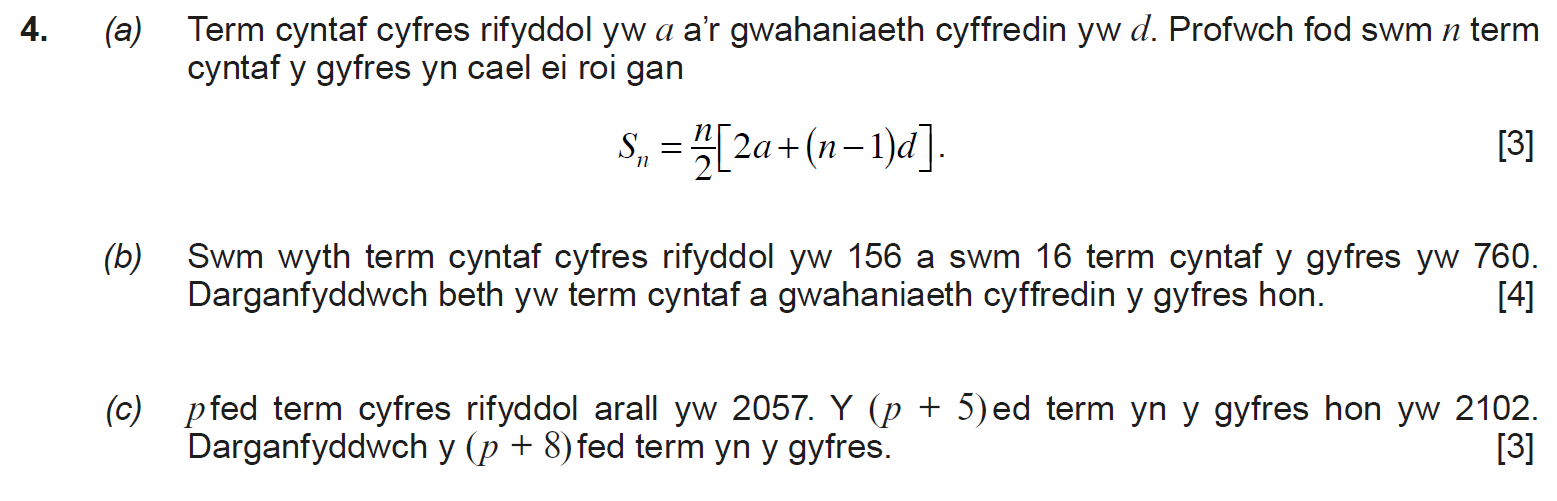 4. (a) Term cyntaf cyfres rifyddol yw a a'r gwahaniaeth cyffredin yw d. Profwch fod swm n term
cyntaf y gyfres yn cael ei roi gan
Sₙ = n/2[2a+(n−1)d]. [3]
(b) Swm wyth term cyntaf cyfres rifyddol yw 156 a swm 16 term cyntaf y gyfres yw 760.
Darganfyddwch beth yw term cyntaf a gwahaniaeth cyffredin y gyfres hon. [4]
(c) pfed term cyfres rifyddol arall yw 2057. Y (p + 5)ed term yn y gyfres hon yw 2102.
Darganfyddwch y (p + 8)fed term yn y gyfres. [3]